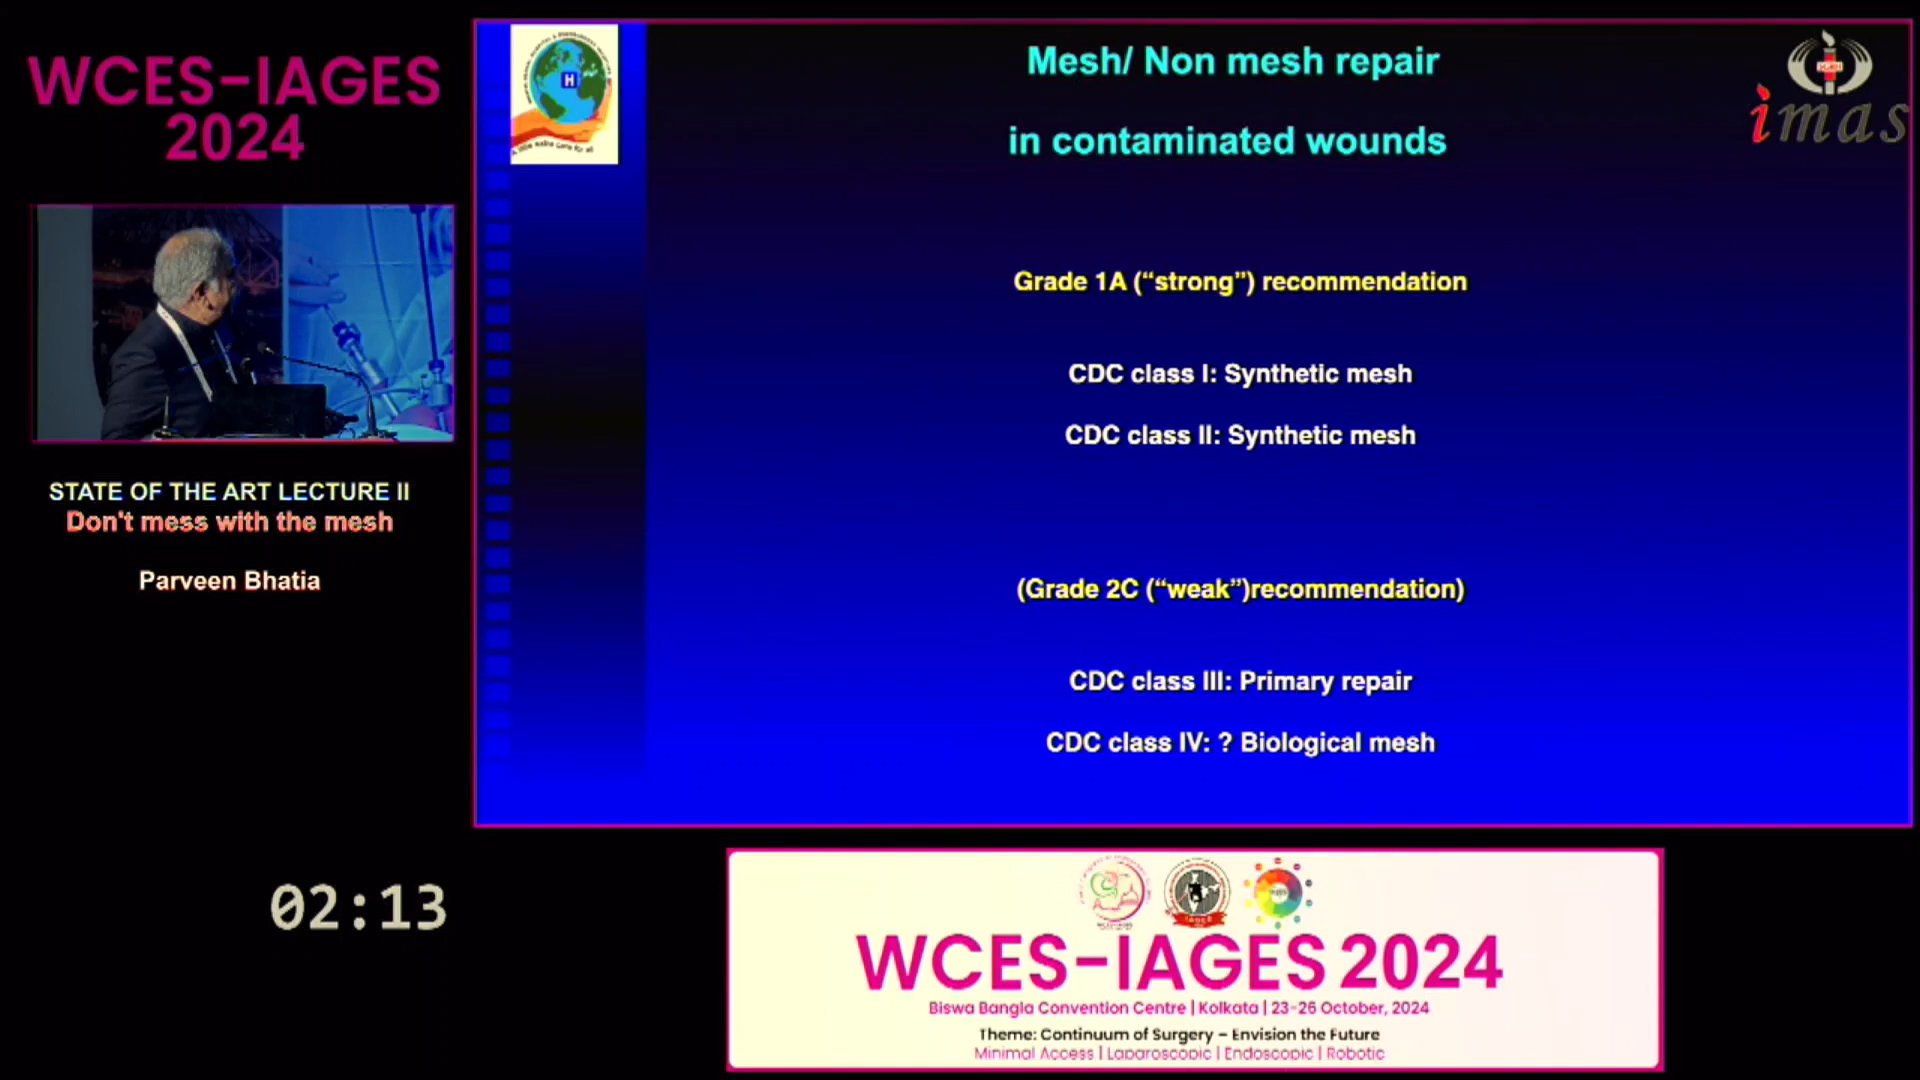 WCES-IAGES
2024
STATE OF THE ART LECTURE II
Don't mess with the mesh
Parveen Bhatia
02:13
H
Mesh/ Non mesh repair
in contaminated wounds
imas
Grade 1A (“strong”) recommendation
CDC class I: Synthetic mesh
CDC class II: Synthetic mesh
(Grade 2C (“weak”)recommendation)
CDC class III: Primary repair
CDC class IV: ? Biological mesh
WCES-IAGES 2024
Biswa Bangla Convention Centre | Kolkata | 23-26 October, 2024
Theme: Continuum of Surgery – Envision the Future
Minimal Access | Laparoscopic | Endoscopic | Robotic